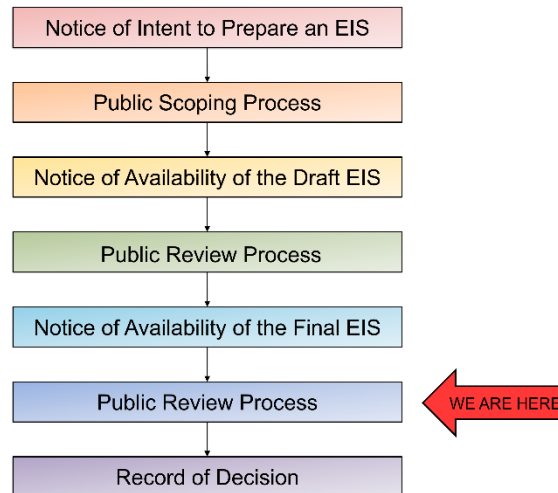 Notice of Intent to Prepare an EIS
Public Scoping Process
Notice of Availability of the Draft EIS
Public Review Process
Notice of Availability of the Final EIS
Public Review Process
WE ARE HERE
Record of Decision